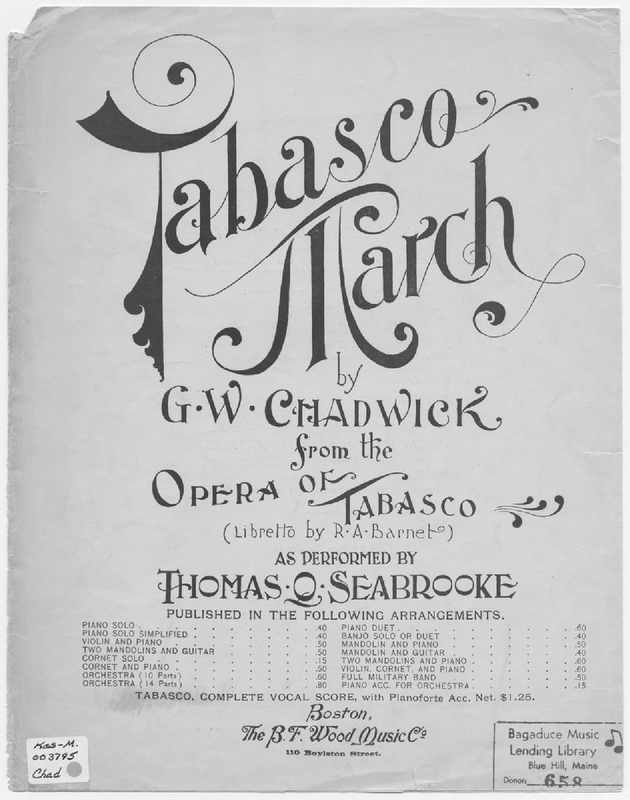 Tabasco
March
by
G·W·CHADWICK
from the
OPERA OF TABASCO
(Libretto by R·A·Barnet)
AS PERFORMED BY
THOMAS·Q·SEABROOKE
PUBLISHED IN THE FOLLOWING ARRANGEMENTS.
PIANO SOLO .40
PIANO SOLO SIMPLIFIED .40
VIOLIN AND PIANO .50
TWO MANDOLINS AND GUITAR .50
CORNET SOLO .15
CORNET AND PIANO .50
ORCHESTRA (10 Parts) .60
ORCHESTRA (14 Parts) .80
PIANO DUET .60
BANJO SOLO OR DUET .40
MANDOLIN AND PIANO .50
MANDOLIN AND GUITAR .40
TWO MANDOLINS AND PIANO .60
VIOLIN, CORNET, AND PIANO .60
FULL MILITARY BAND .50
PIANO ACC. FOR ORCHESTRA .15
TABASCO, COMPLETE VOCAL SCORE, with Pianoforte Acc. Net. $1.25.
Boston,
The B. F. Wood Music Co
110 Boylston Street.
Kos-M.
003795
Chad
Bagaduce Music
Lending Library
Blue Hill, Maine
Donon 658